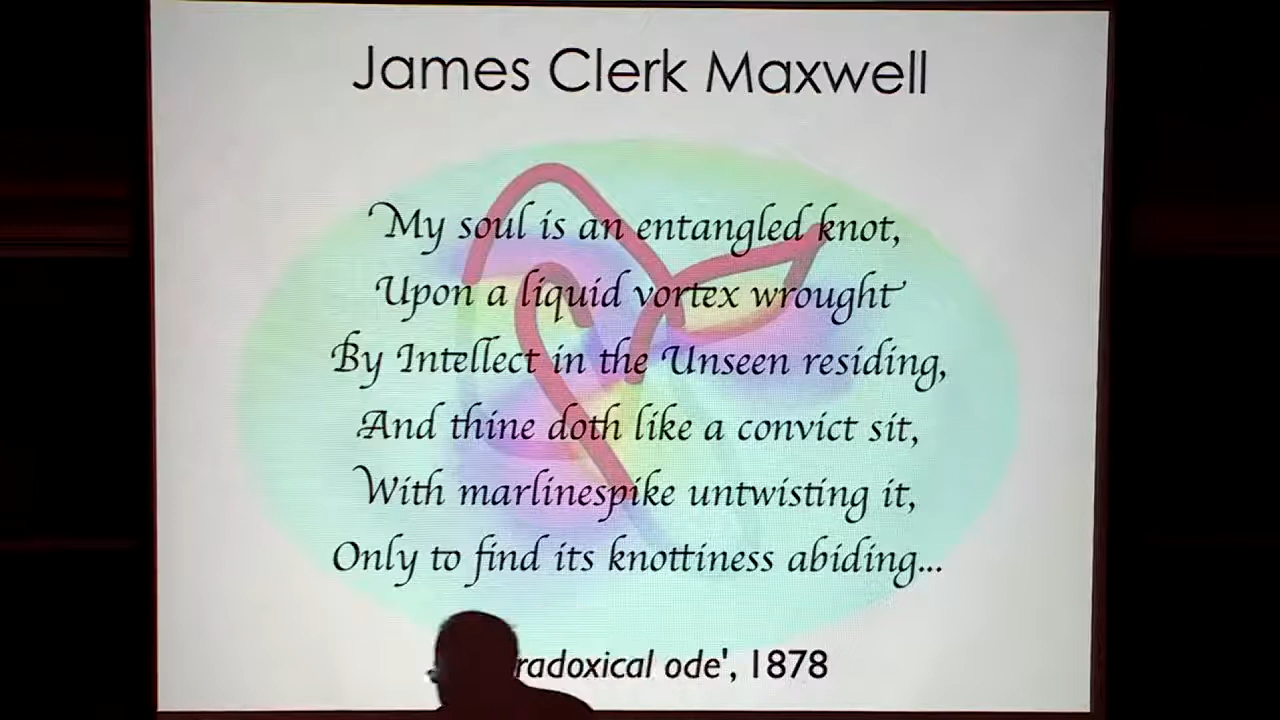 James Clerk Maxwell
My soul is an entangled knot,
Upon a liquid vortex wrought
By Intellect in the Unseen residing,
And thine doth like a convict sit,
With marlinespike untwisting it,
Only to find its knottiness abiding...
ode', 1878